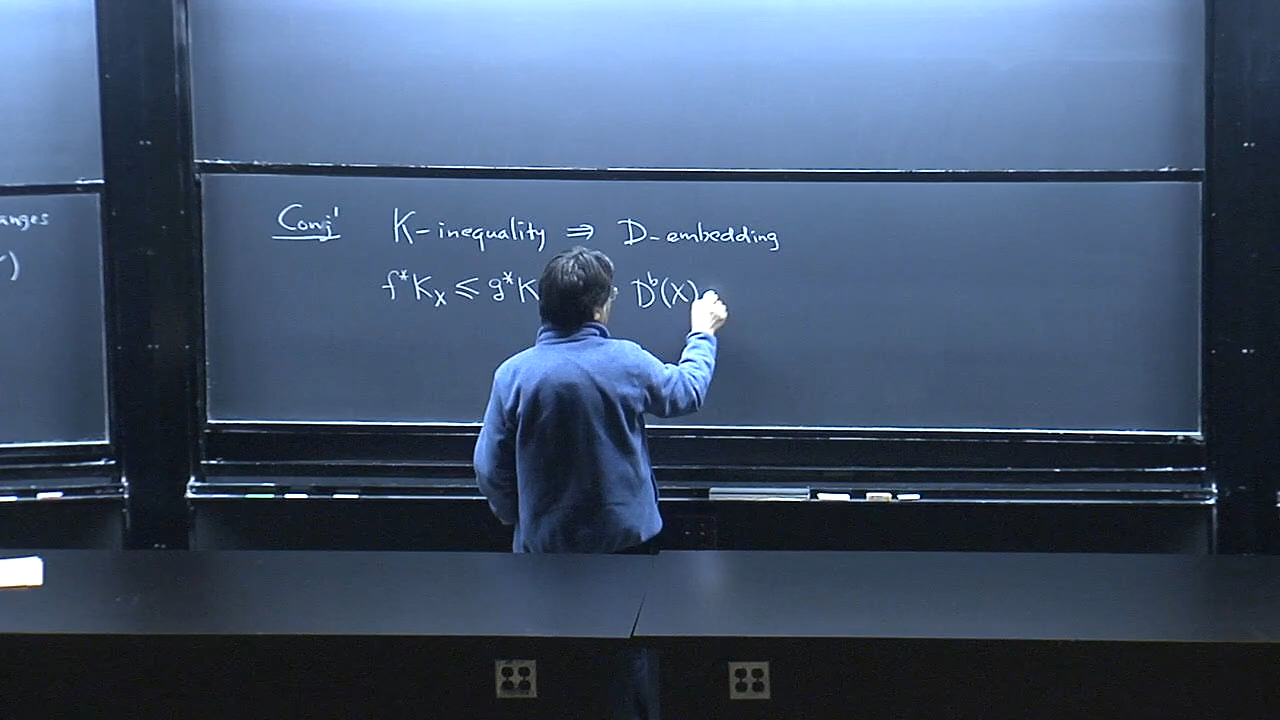 anges
)
Conj' K-inequality ⇒ D-embedding
f*K_X ≤ g*K D^b(X)